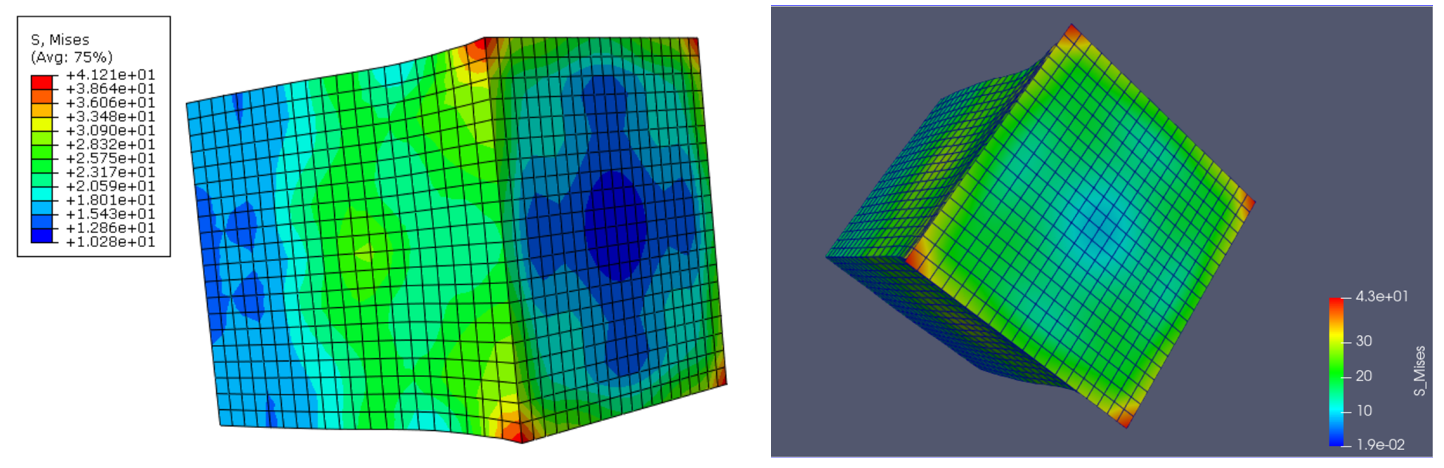 S, Mises
(Avg: 75%)
+4.121e+01
+3.864e+01
+3.606e+01
+3.348e+01
+3.090e+01
+2.832e+01
+2.575e+01
+2.317e+01
+2.059e+01
+1.801e+01
+1.543e+01
+1.286e+01
+1.028e+01
4.3e+01
30
20
10
1.9e-02
S_Mises